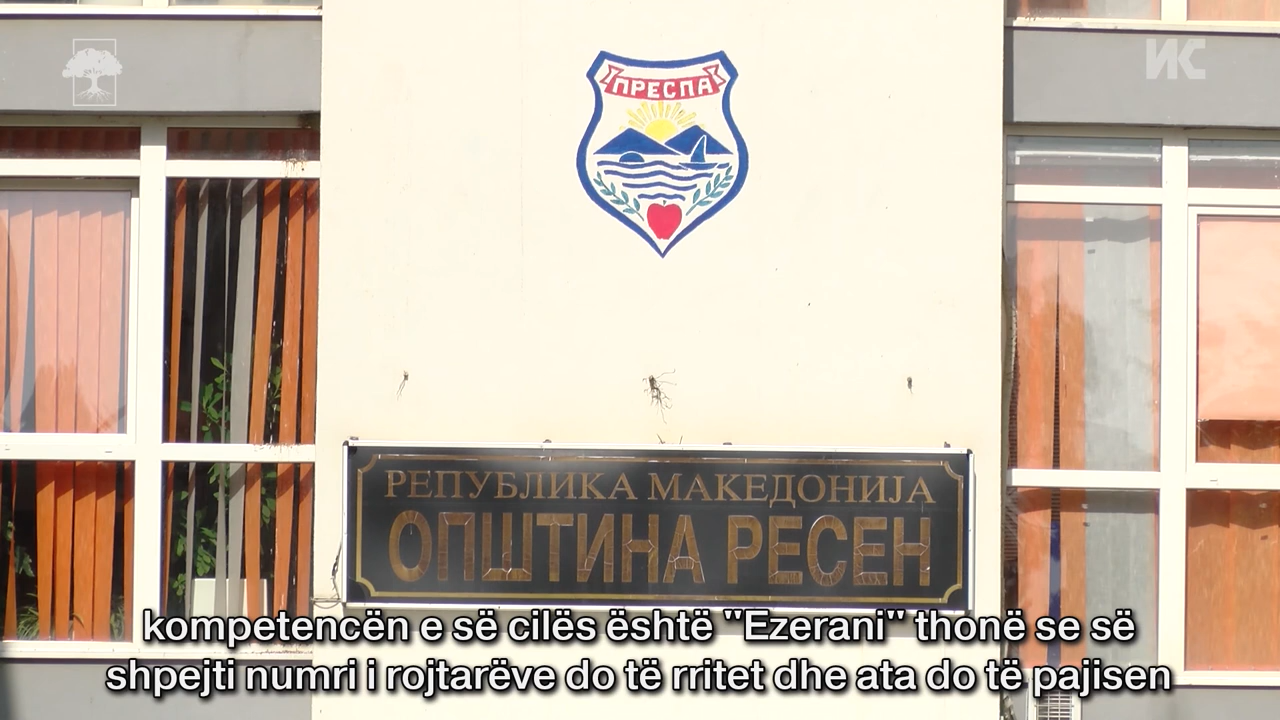 ИС
ПРЕСПА
РЕПУБЛИКА МАКЕДОНИЈА
ОПШТИНА РЕСЕН
kompetencën e së cilës është "Ezerani" thonë se së
shpejti numri i rojtarëve do të rritet dhe ata do të pajisen